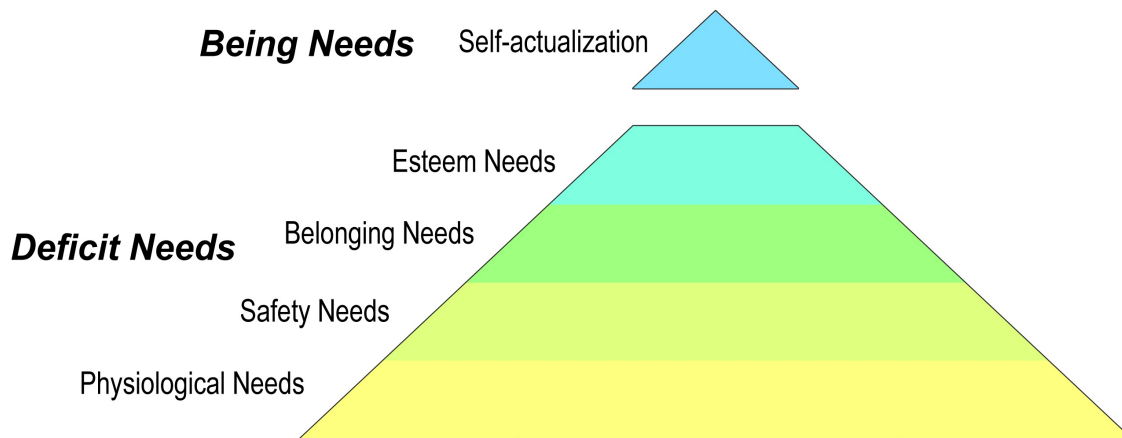 Being Needs
Self-actualization
Esteem Needs
Belonging Needs
Deficit Needs
Safety Needs
Physiological Needs